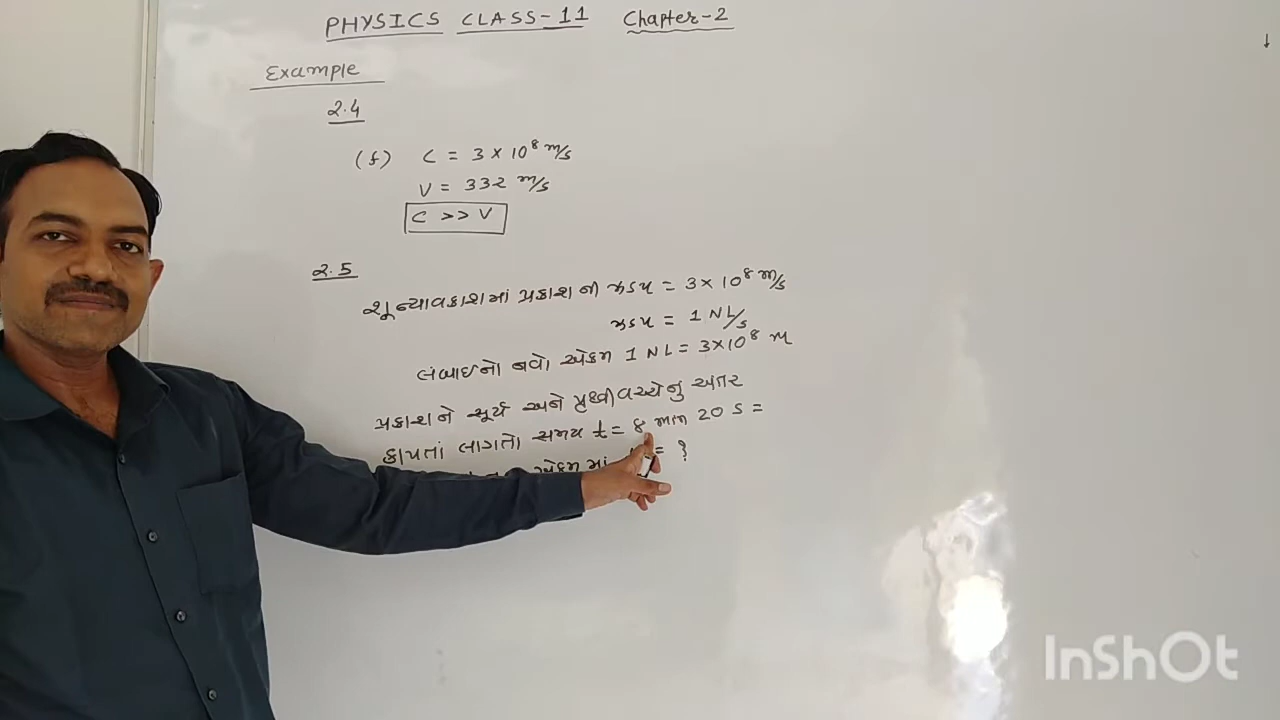 PHYSICS CLASS-11 Chapter-2
Example
2.4
(f) C = 3 × 10⁸ m/s
V = 332 m/s
C >> V
2.5
શૂન્યાવકાશમાં પ્રકાશની ઝડપ = 3 × 10⁸ m/s
ઝડપ = 1 NL/s
લંબાઈનો નવો એકમ 1 NL = 3×10⁸ m
પ્રકાશને સૂર્ય અને પૃથ્વીવચ્ચેનું અંતર
કાપતાં લાગતો સમય t = 8 min 20 s =
એકમમાં = ?
InShOt